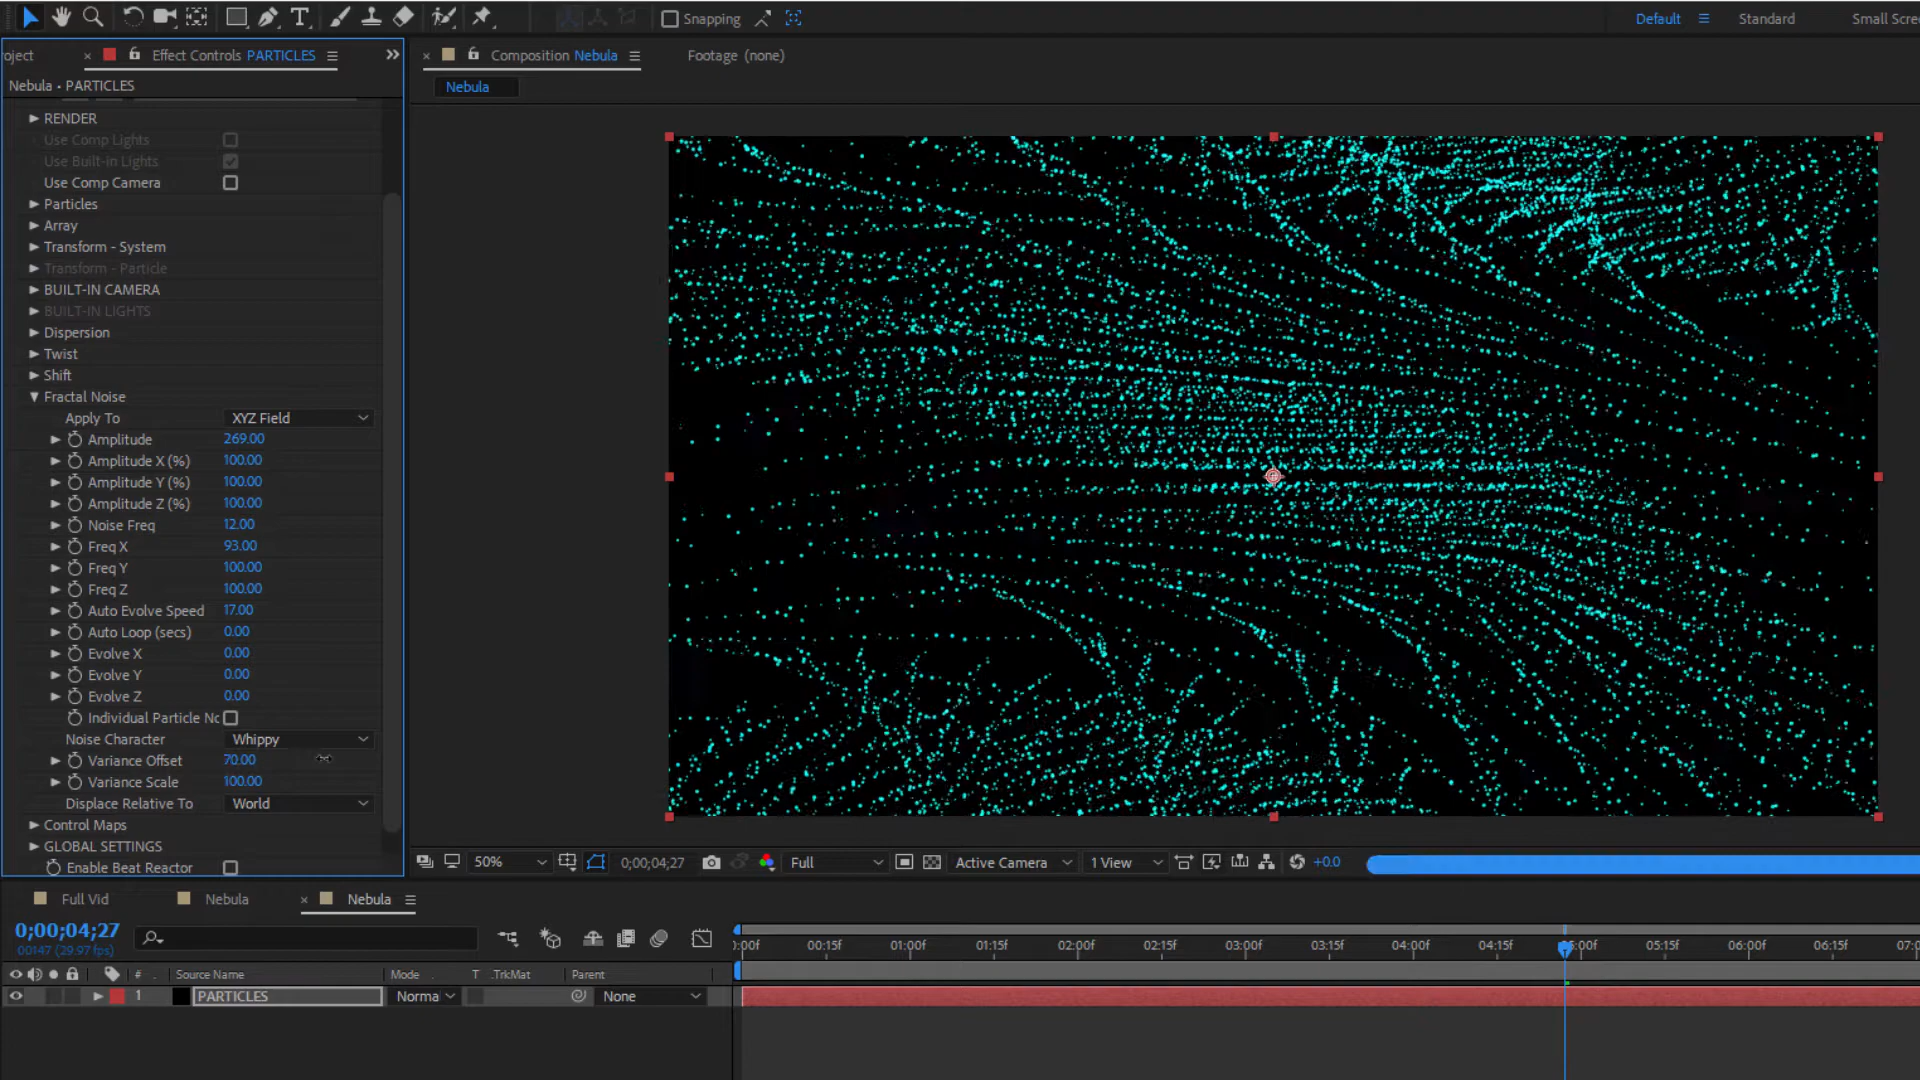 Snapping
Default
Standard
Small Scre
oject
Effect Controls PARTICLES
Composition Nebula
Footage (none)
Nebula • PARTICLES
Nebula
RENDER
Use Comp Lights
Use Built-in Lights
Use Comp Camera
Particles
Array
Transform - System
Transform - Particle
BUILT-IN CAMERA
BUILT-IN LIGHTS
Dispersion
Twist
Shift
Fractal Noise
Apply To XYZ Field
Amplitude 269.00
Amplitude X (%) 100.00
Amplitude Y (%) 100.00
Amplitude Z (%) 100.00
Noise Freq 12.00
Freq X 93.00
Freq Y 100.00
Freq Z 100.00
Auto Evolve Speed 17.00
Auto Loop (secs) 0.00
Evolve X 0.00
Evolve Y 0.00
Evolve Z 0.00
Individual Particle Nc
Noise Character Whippy
Variance Offset 70.00
Variance Scale 100.00
Displace Relative To World
Control Maps
GLOBAL SETTINGS
Enable Beat Reactor
50% 0;00;04;27 Full Active Camera 1 View +0.0
Full Vid Nebula Nebula
0;00;04;27
00147 (29.97 fps)
):00f 00:15f 01:00f 01:15f 02:00f 02:15f 03:00f 03:15f 04:00f 04:15f 05:00f 05:15f 06:00f 06:15f 07:0
# Source Name Mode T .TrkMat Parent
1 PARTICLES Norma None